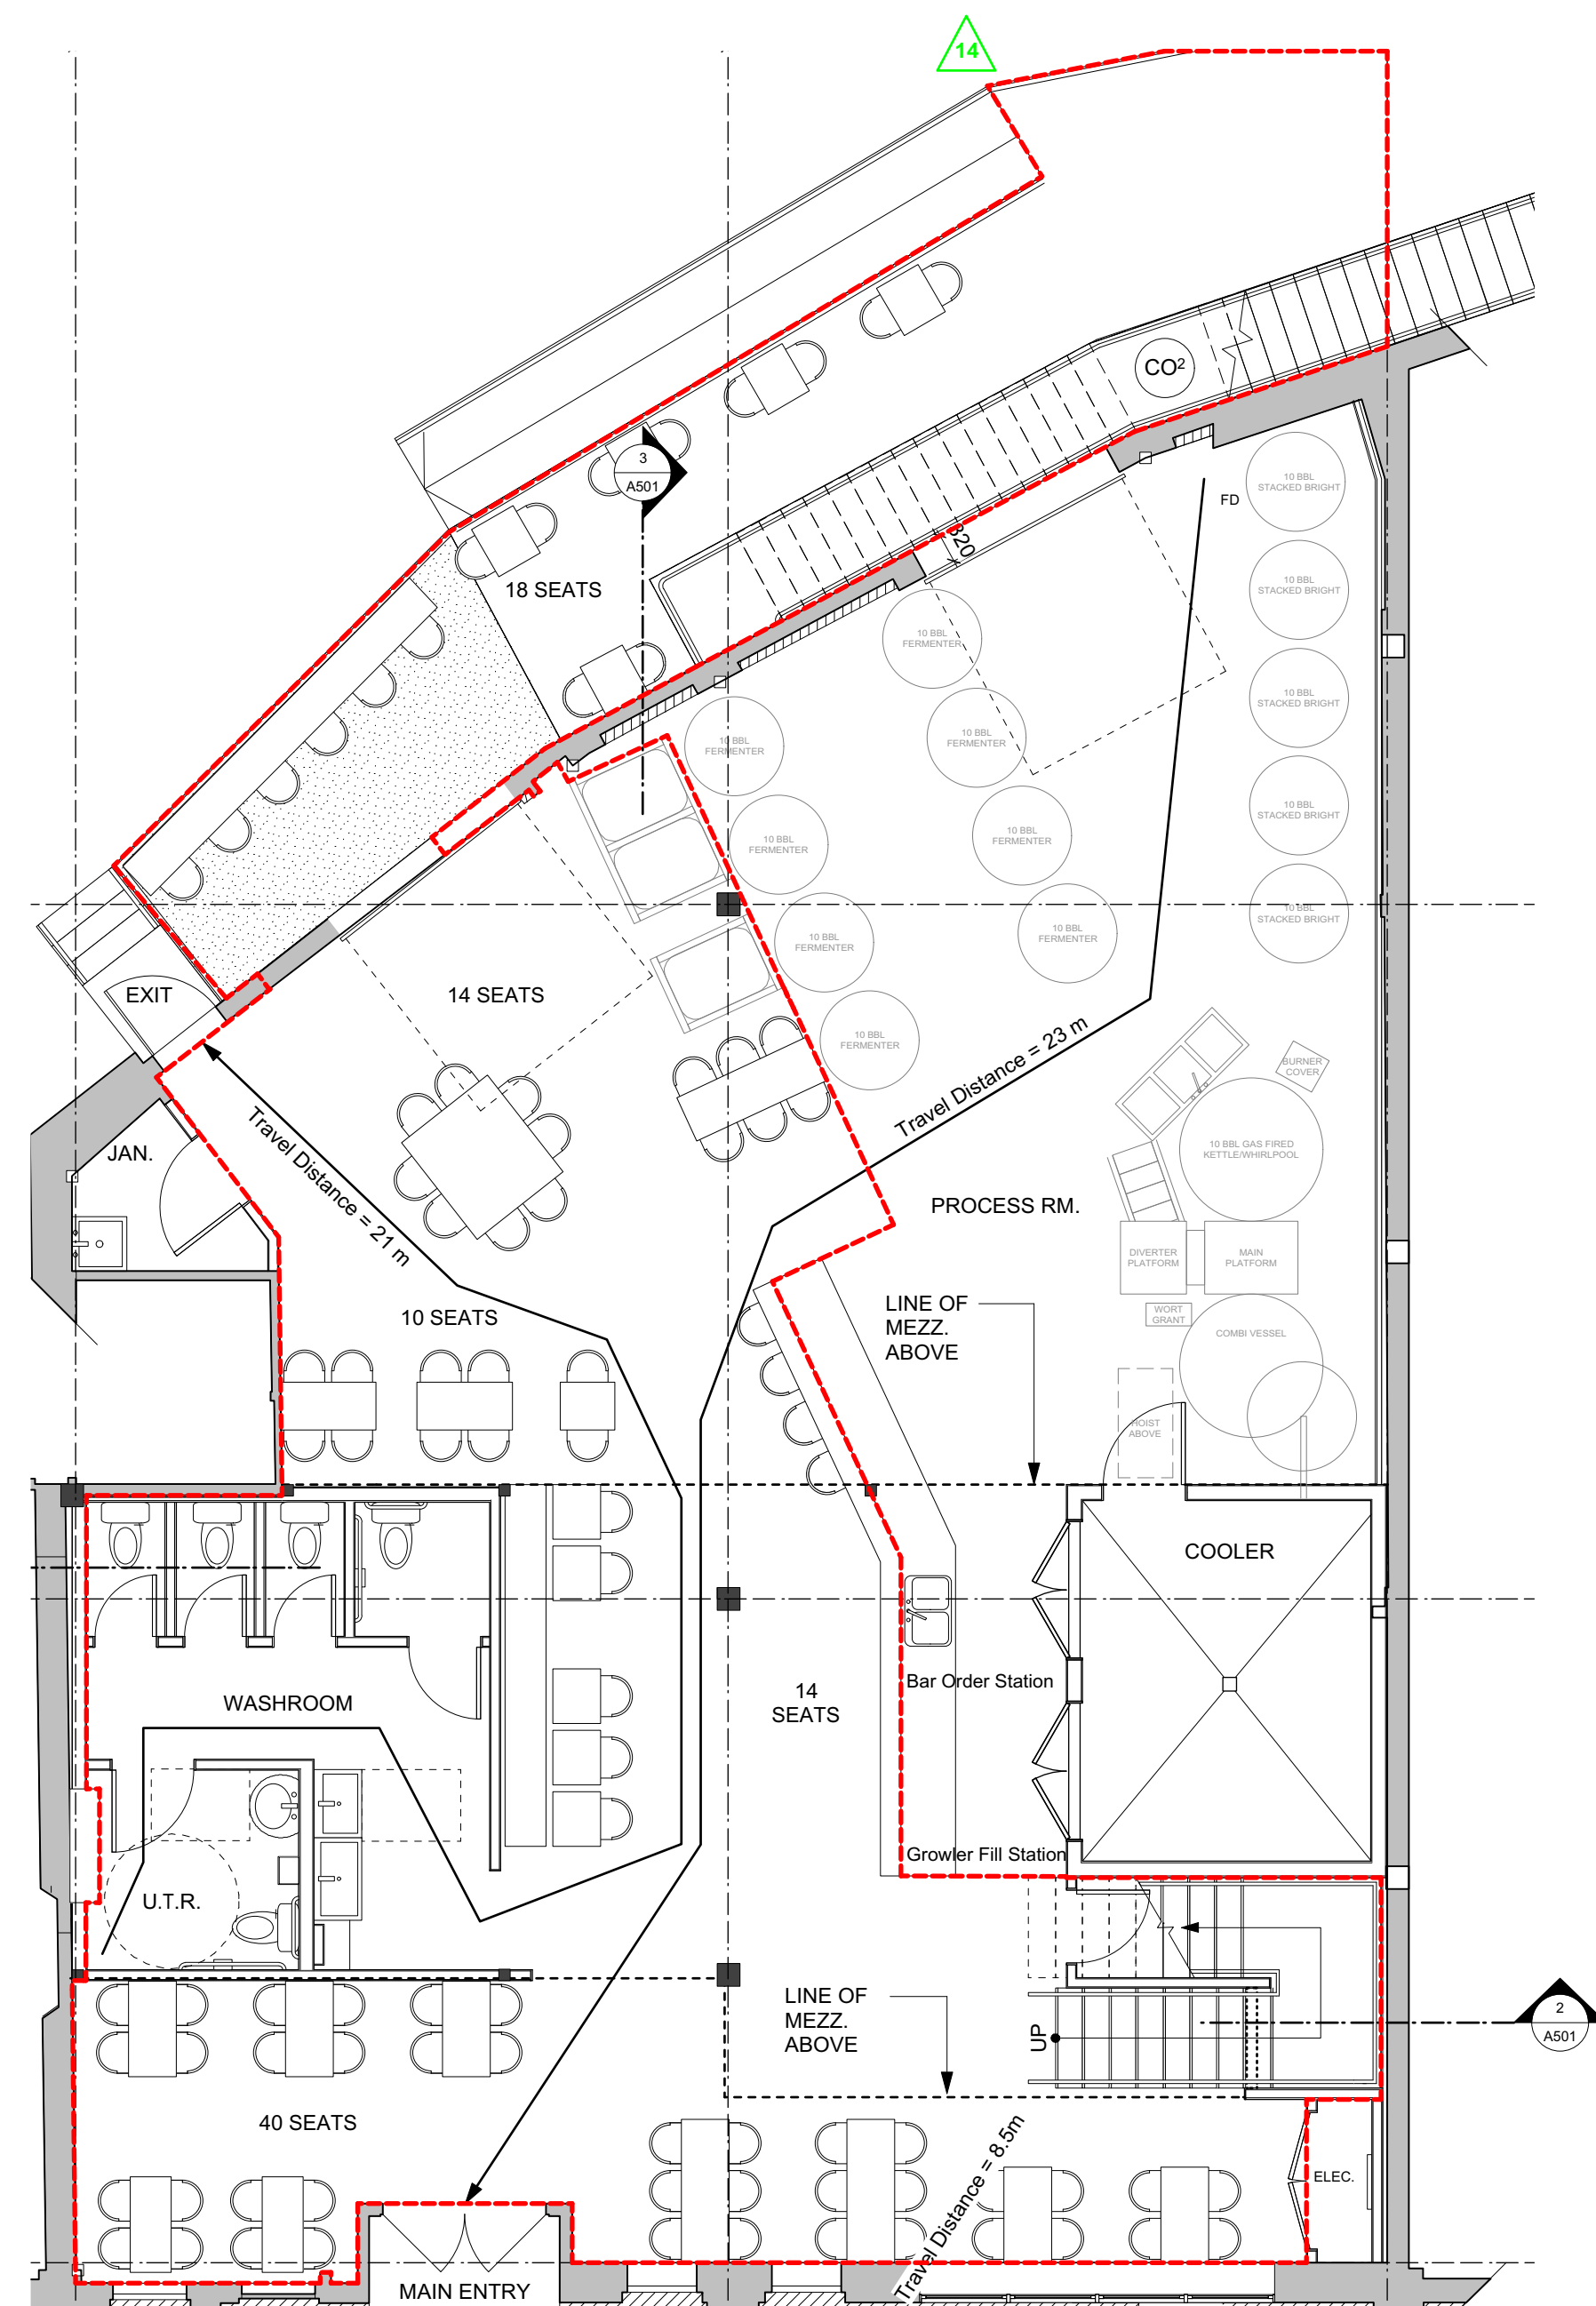 14
CO²
3
A501
320
FD
10 BBL
STACKED BRIGHT
10 BBL
STACKED BRIGHT
10 BBL
STACKED BRIGHT
10 BBL
STACKED BRIGHT
10 BBL
STACKED BRIGHT
18 SEATS
10 BBL
FERMENTER
10 BBL
FERMENTER
10 BBL
FERMENTER
10 BBL
FERMENTER
10 BBL
FERMENTER
10 BBL
FERMENTER
10 BBL
FERMENTER
10 BBL
FERMENTER
EXIT
14 SEATS
Travel Distance = 23 m
BURNER
COVER
JAN.
Travel Distance = 21 m
10 BBL GAS FIRED
KETTLE/WHIRLPOOL
PROCESS RM.
DIVERTER
PLATFORM
MAIN
PLATFORM
LINE OF
MEZZ.
ABOVE
WORT
GRANT
COMBI VESSEL
10 SEATS
HOIST
ABOVE
COOLER
WASHROOM
14
SEATS
Bar Order Station
Growler Fill Station
U.T.R.
LINE OF
MEZZ.
ABOVE
UP
2
A501
40 SEATS
Travel Distance = 8.5m
ELEC.
MAIN ENTRY